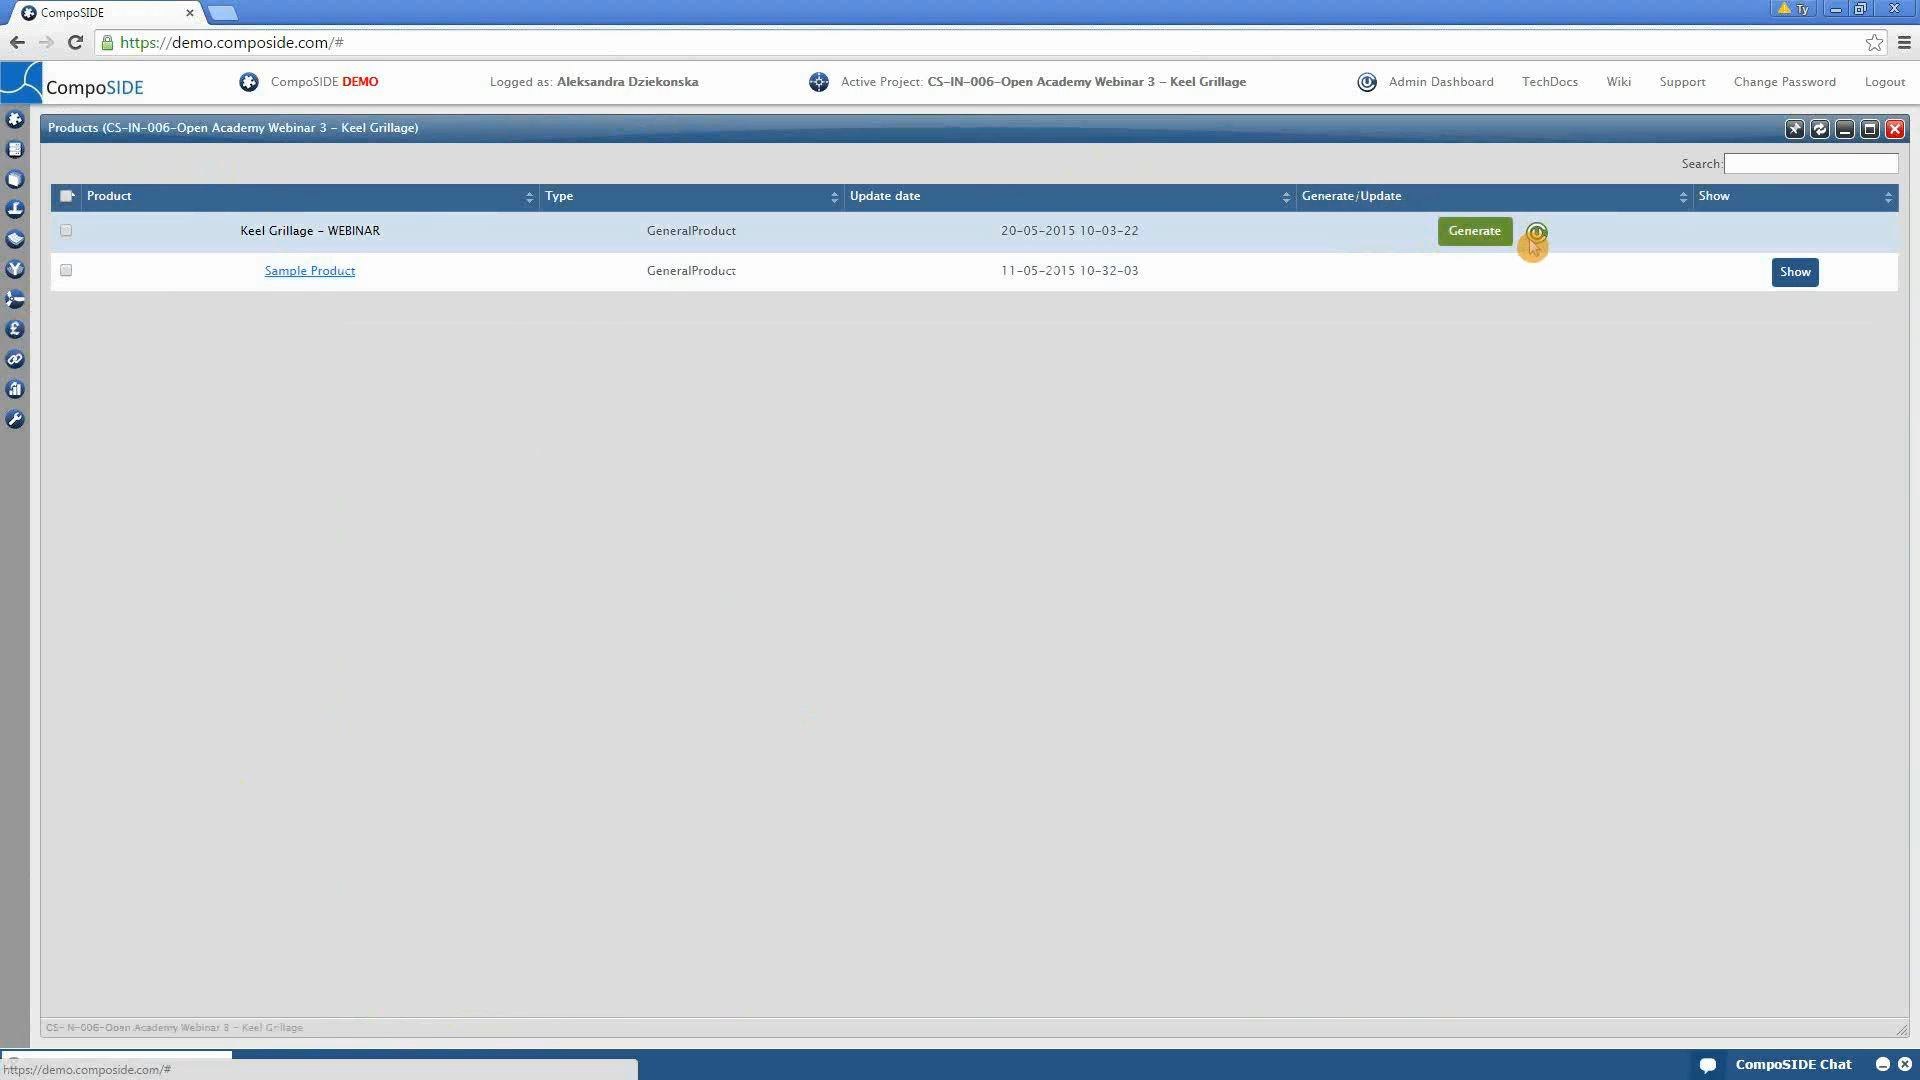 CompoSIDE
Ty
https://demo.composide.com/#
CompoSIDE
CompoSIDE DEMO
Logged as: Aleksandra Dziekonska
Active Project: CS-IN-006-Open Academy Webinar 3 - Keel Grillage
Admin Dashboard
TechDocs
Wiki
Support
Change Password
Logout
Products (CS-IN-006-Open Academy Webinar 3 - Keel Grillage)
Search:
Product Type Update date Generate/Update Show
Keel Grillage - WEBINAR GeneralProduct 20-05-2015 10-03-22 Generate
Sample Product GeneralProduct 11-05-2015 10-32-03 Show
CS-IN-006-Open Academy Webinar 3 - Keel Grillage
https://demo.composide.com/#
CompoSIDE Chat